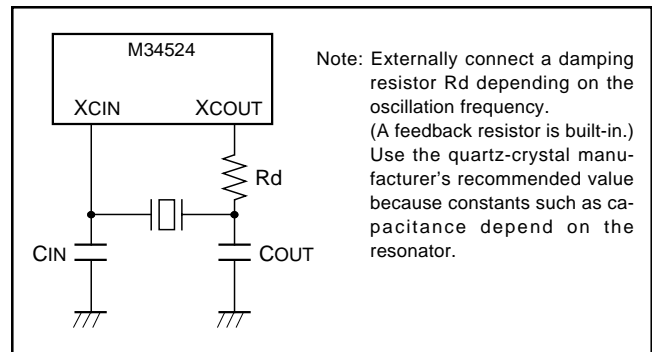 M34524
XCIN
XCOUT
Rd
CIN
COUT
Note: Externally connect a damping
resistor Rd depending on the
oscillation frequency.
(A feedback resistor is built-in.)
Use the quartz-crystal manu-
facturer's recommended value
because constants such as ca-
pacitance depend on the
resonator.